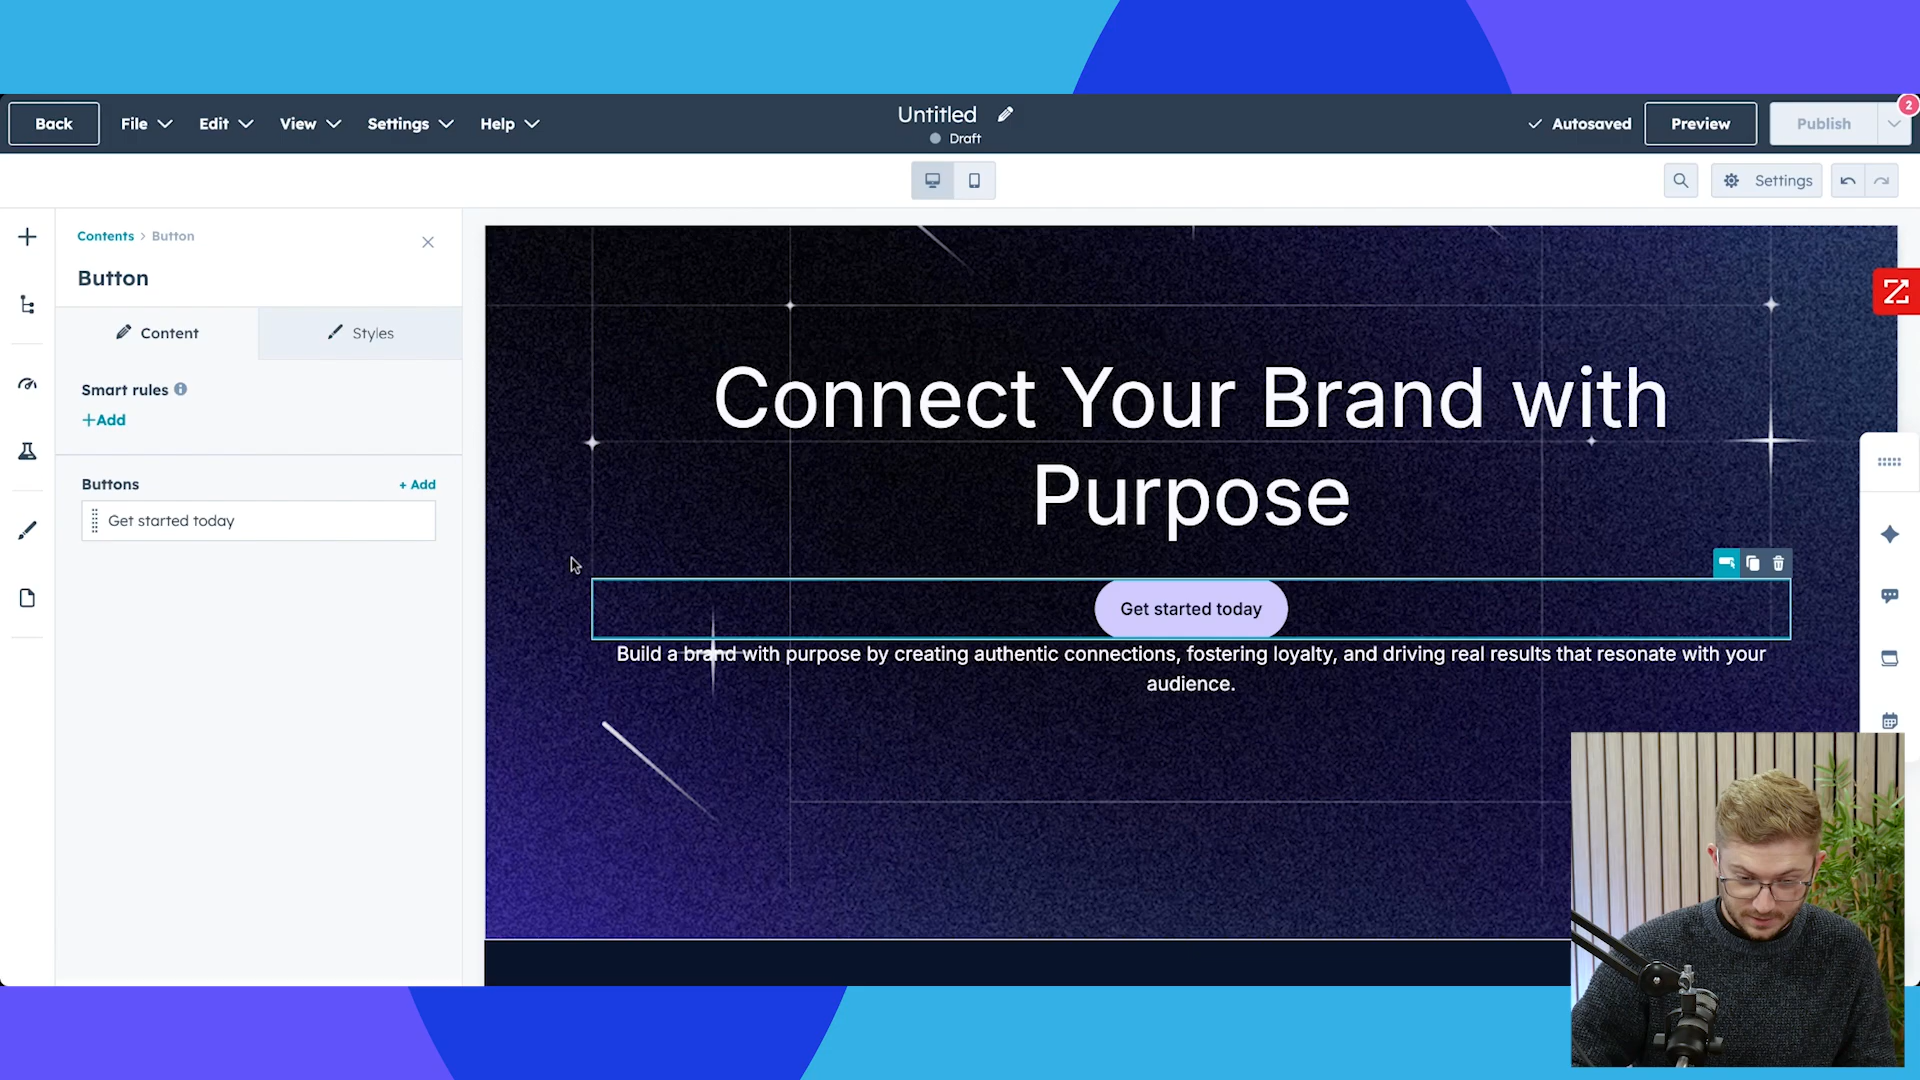 Back
File
Edit
View
Settings
Help
Untitled
Draft
Autosaved
Preview
Publish
2
Settings
Contents > Button
Button
Content
Styles
Smart rules
+Add
Buttons
+ Add
Get started today
Connect Your Brand with
Purpose
Get started today
Build a brand with purpose by creating authentic connections, fostering loyalty, and driving real results that resonate with your
audience.